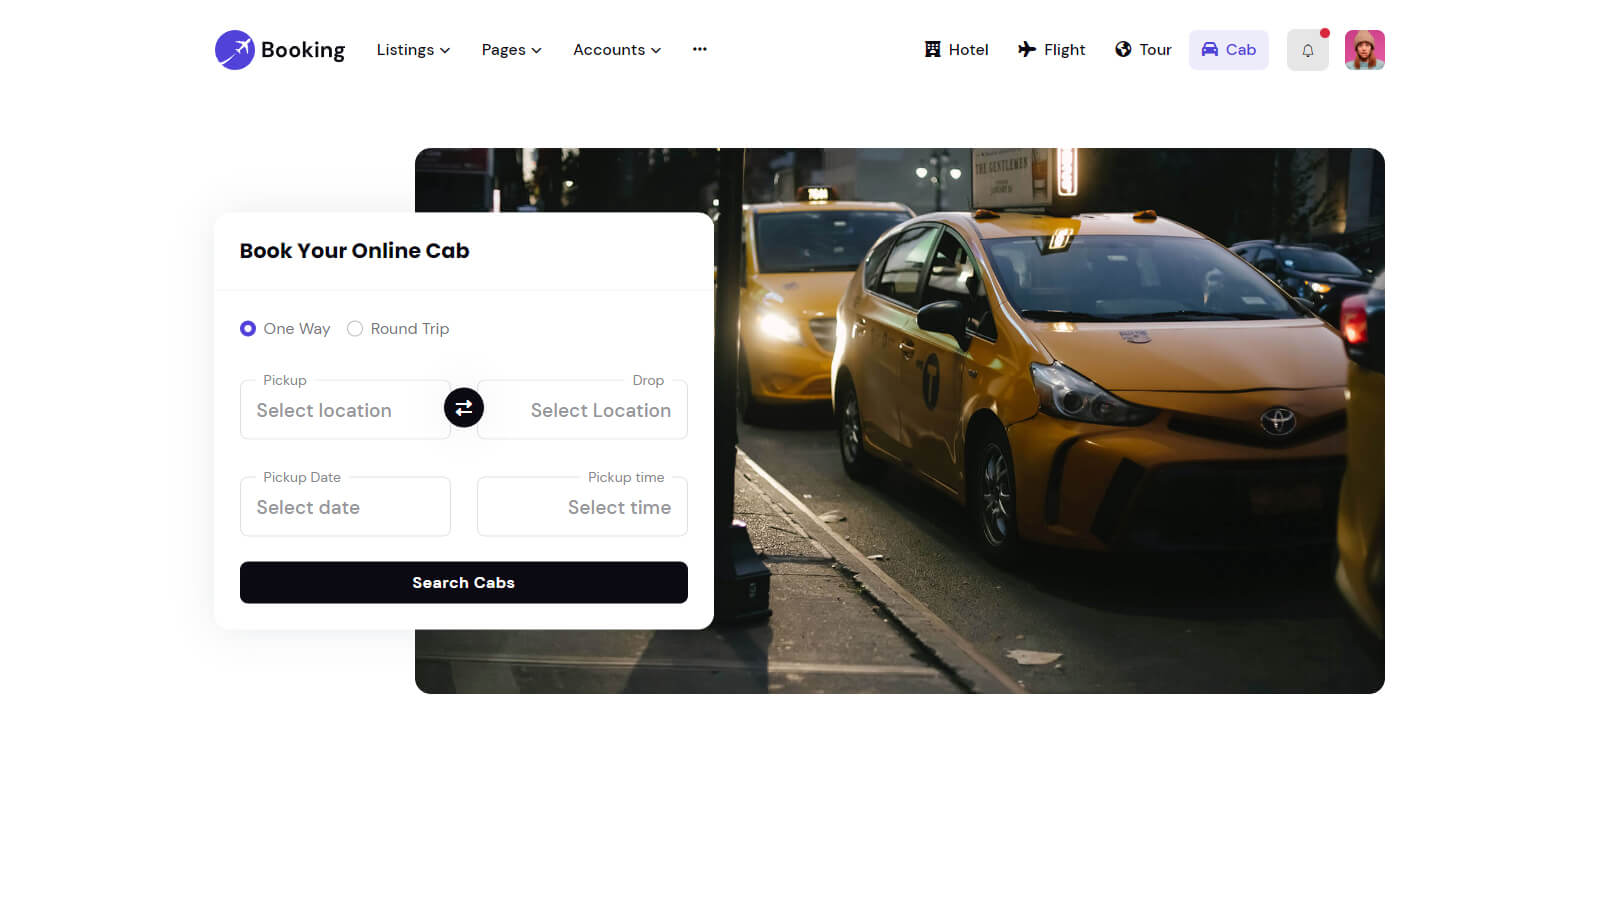 Booking
Listings
Pages
Accounts
Hotel
Flight
Tour
Cab
THE GENTLEMEN
Book Your Online Cab
One Way
Round Trip
Pickup
Drop
Select location
Select Location
Pickup Date
Pickup time
Select date
Select time
Search Cabs
T